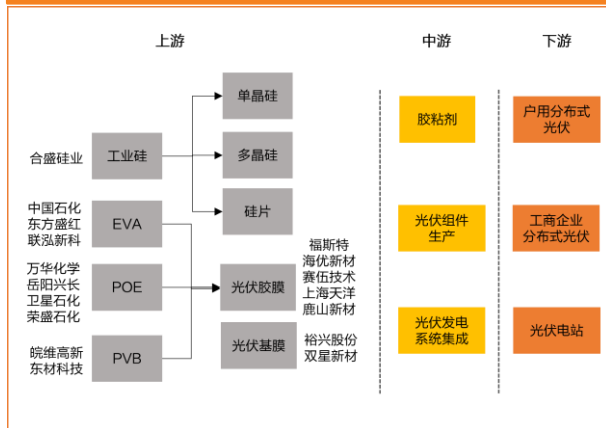 上游
中游
下游
单晶硅
胶粘剂
户用分布式
光伏
合盛硅业
工业硅
多晶硅
中国石化
东方盛红
联泓新科
EVA
硅片
光伏组件
生产
工商企业
分布式光伏
万华化学
岳阳兴长
卫星石化
荣盛石化
POE
光伏胶膜
福斯特
海优新材
赛伍技术
上海天洋
鹿山新材
皖维高新
东材科技
PVB
光伏基膜
裕兴股份
双星新材
光伏发电
系统集成
光伏电站